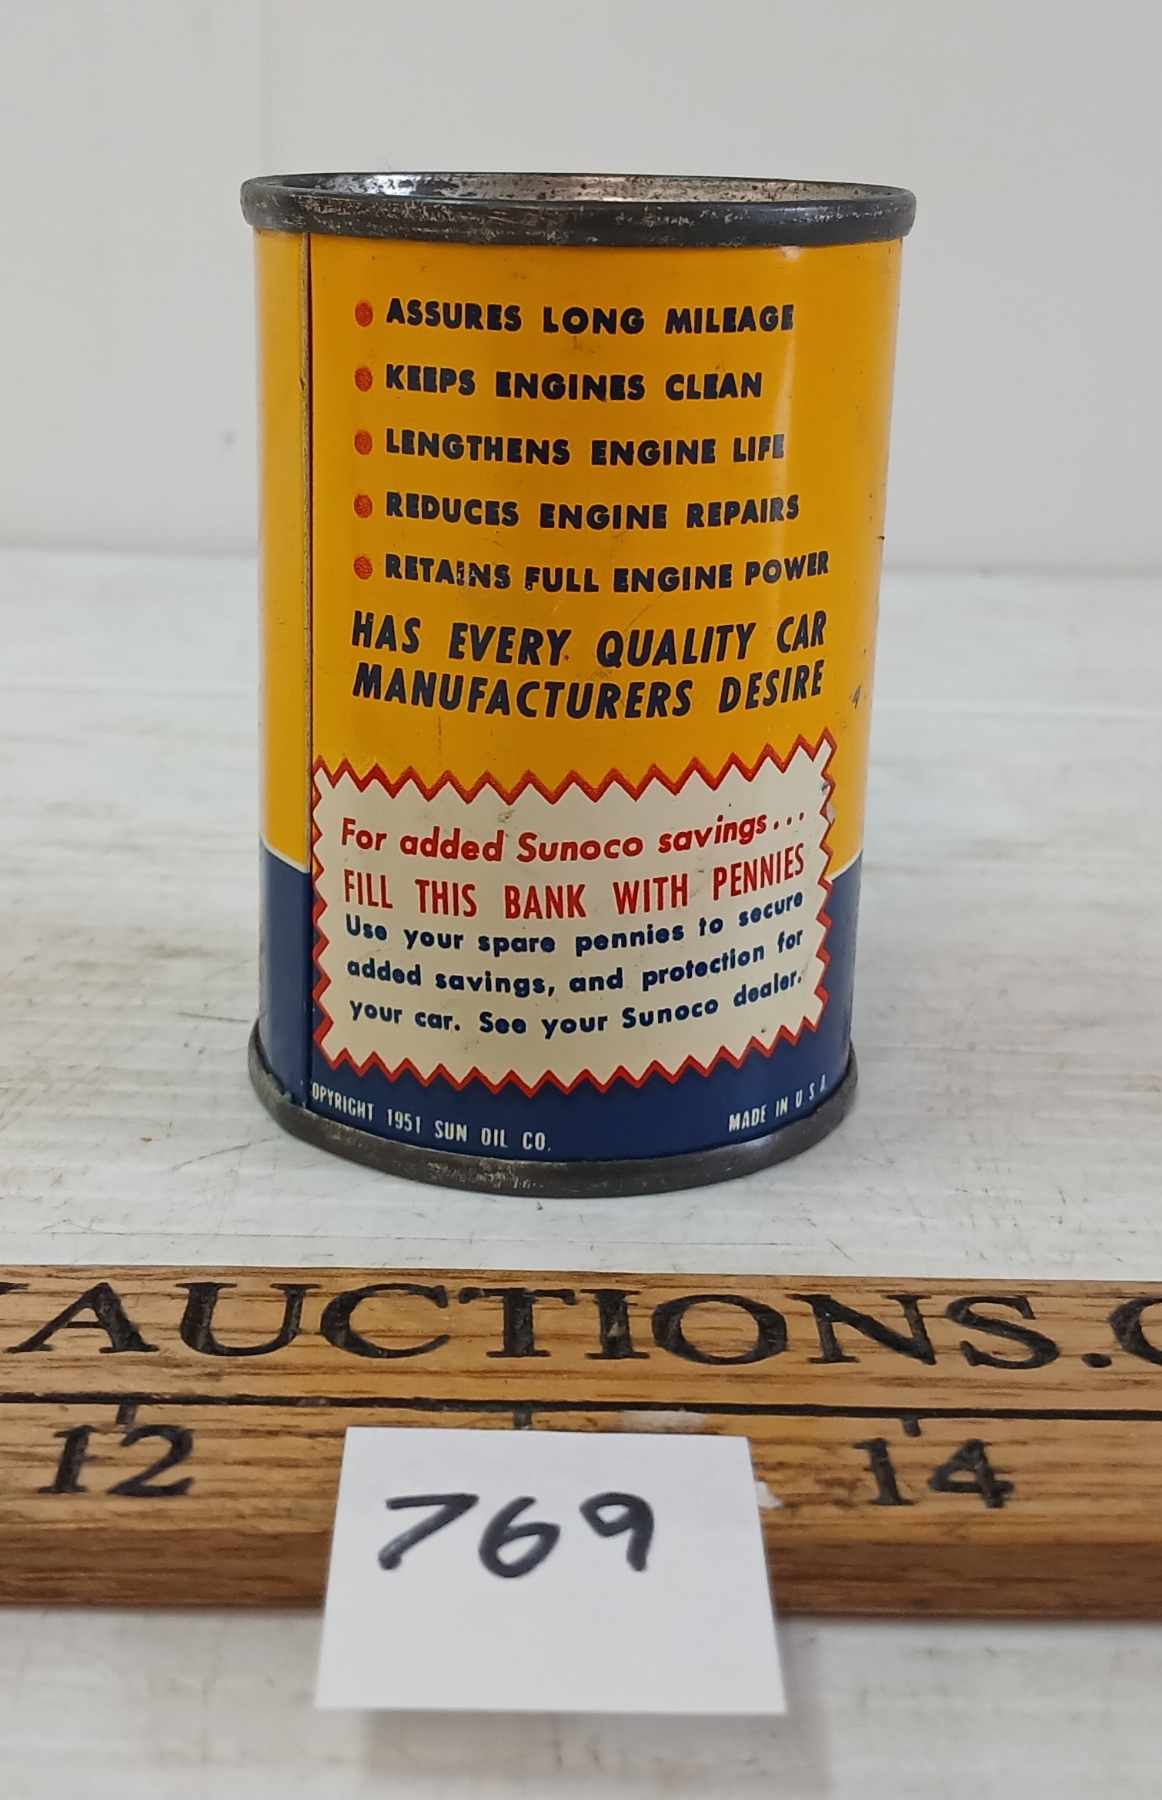 ASSURES LONG MILEAGE
KEEPS ENGINES CLEAN
LENGTHENS ENGINE LIFE
REDUCES ENGINE REPAIRS
RETAINS FULL ENGINE POWER
HAS EVERY QUALITY CAR
MANUFACTURERS DESIRE
For added Sunoco savings...
FILL THIS BANK WITH PENNIES
Use your spare pennies to secure
added savings, and protection for
your car. See your Sunoco dealer.
OPYRIGHT 1951 SUN OIL CO.
MADE IN U S A
AUCTIONS.
12 14
769